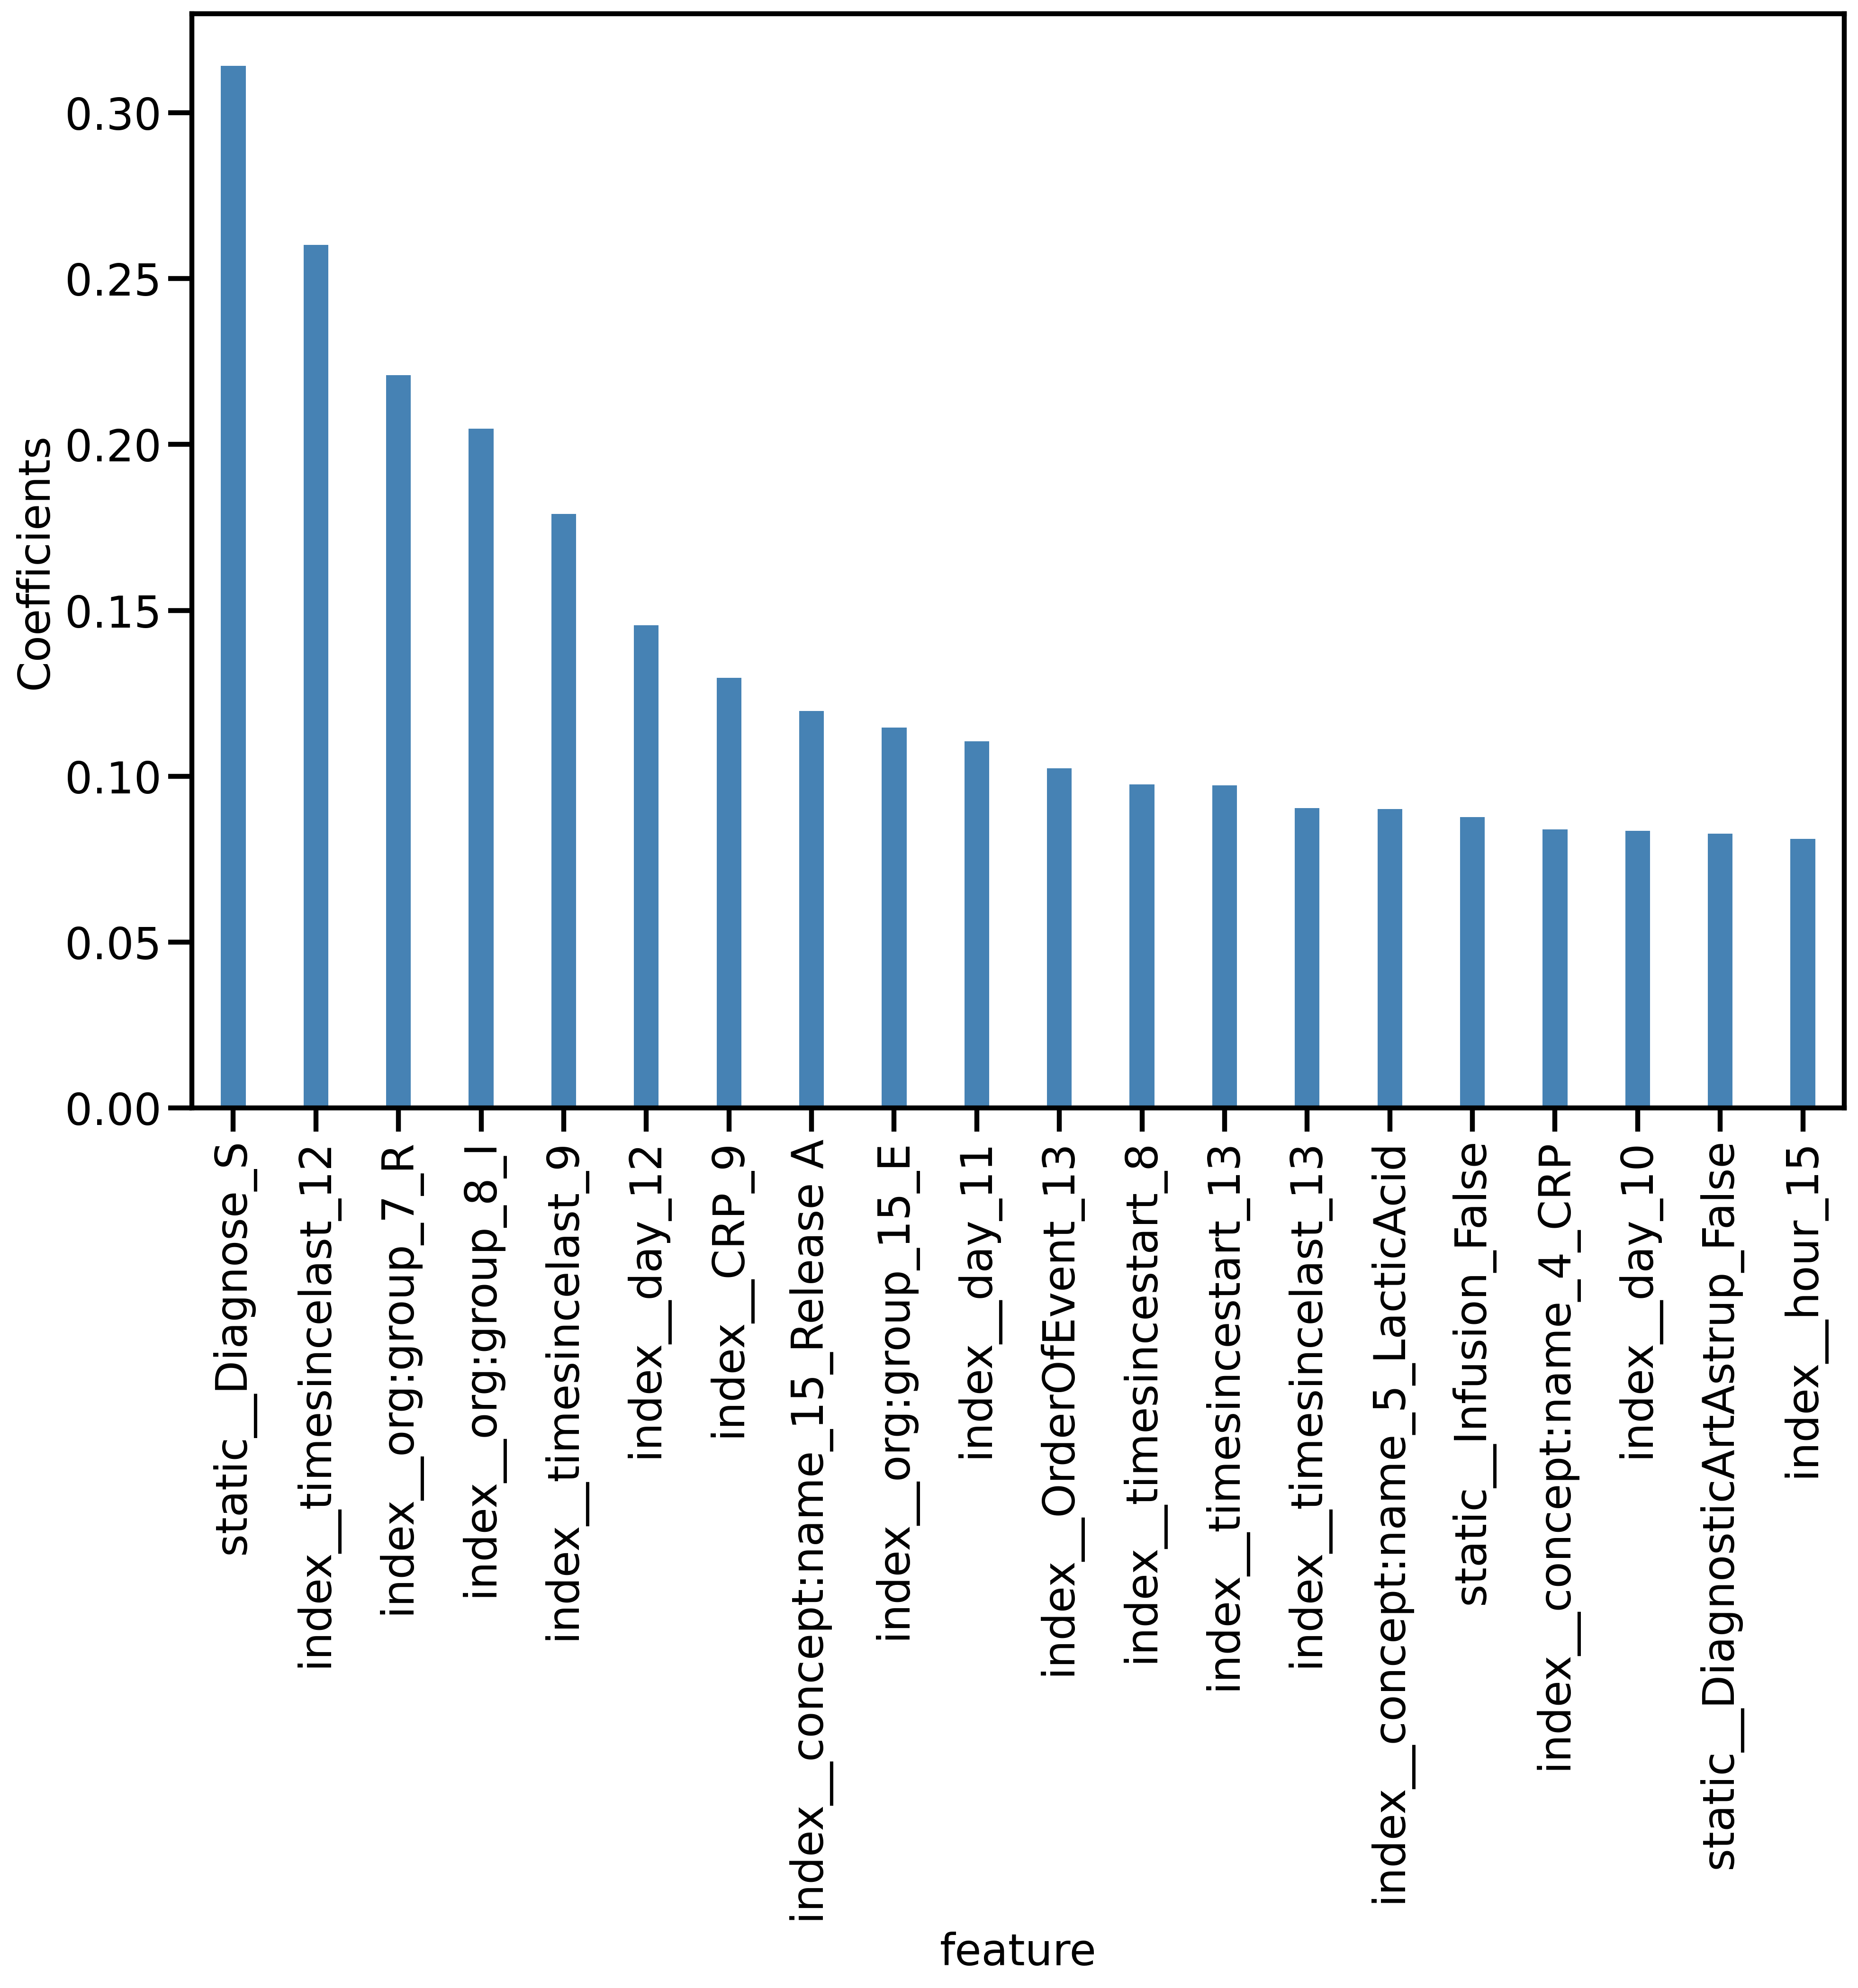 Coefficients
0.30
0.25
0.20
0.15
0.10
0.05
0.00
static__Diagnose_S
index__timesincelast_12
index__org:group_7_R
index__org:group_8_I
index__timesincelast_9
index__day_12
index__CRP_9
index__concept:name_15_Release A
index__org:group_15_E
index__day_11
index__OrderOfEvent_13
index__timesincestart_8
index__timesincestart_13
index__timesincelast_13
index__concept:name_5_LacticAcid
static__Infusion_False
index__concept:name_4_CRP
index__day_10
static__DiagnosticArtAstrup_False
index__hour_15
feature